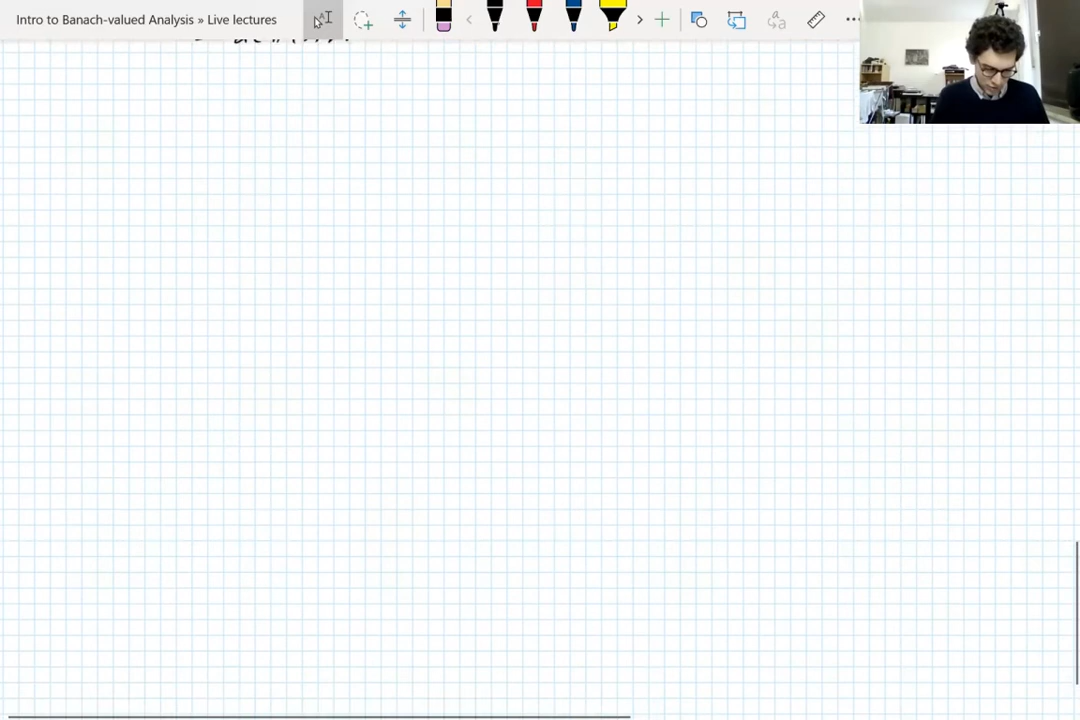 Intro to Banach-valued Analysis » Live lectures